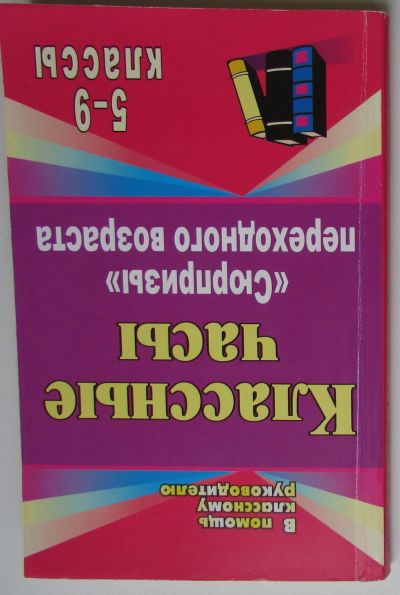 В помощь
классному
руководителю
Классные
часы
«Сюрпризы»
переходного возраста
5-9
классы